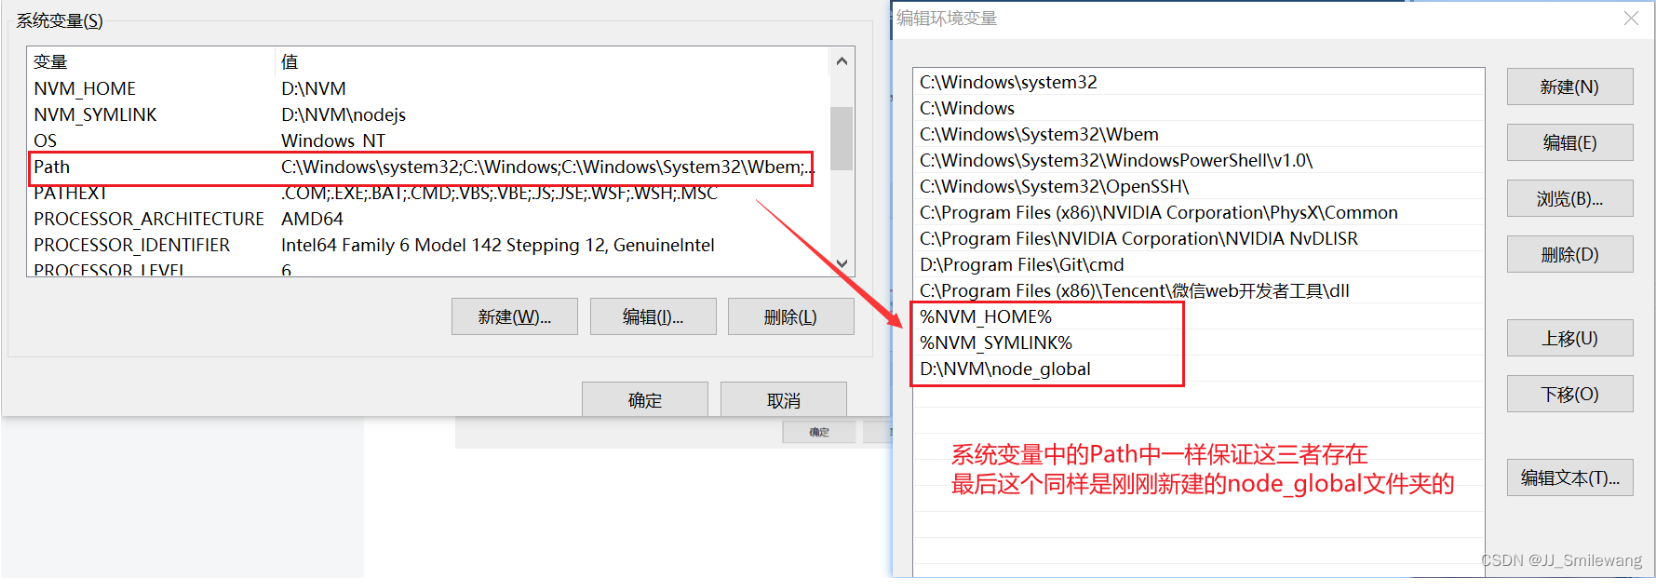 系统变量(S)
变量 值
NVM_HOME D:\NVM
NVM_SYMLINK D:\NVM\nodejs
OS Windows_NT
Path C:\Windows\system32;C:\Windows;C:\Windows\System32\Wbem;...
PATHEXT .COM;.EXE;.BAT;.CMD;.VBS;.VBE;.JS;.JSE;.WSF;.WSH;.MSC
PROCESSOR_ARCHITECTURE AMD64
PROCESSOR_IDENTIFIER Intel64 Family 6 Model 142 Stepping 12, GenuineIntel
PROCESSOR_LEVEL 6
新建(W)... 编辑(I)... 删除(L)
确定 取消
确定
编辑环境变量
C:\Windows\system32
C:\Windows
C:\Windows\System32\Wbem
C:\Windows\System32\WindowsPowerShell\v1.0\
C:\Windows\System32\OpenSSH\
C:\Program Files (x86)\NVIDIA Corporation\PhysX\Common
C:\Program Files\NVIDIA Corporation\NVIDIA NvDLISR
D:\Program Files\Git\cmd
C:\Program Files (x86)\Tencent\微信web开发者工具\dll
%NVM_HOME%
%NVM_SYMLINK%
D:\NVM\node_global
系统变量中的Path中一样保证这三者存在
最后这个同样是刚刚新建的node_global文件夹的
新建(N)
编辑(E)
浏览(B)...
删除(D)
上移(U)
下移(O)
编辑文本(T)...
CSDN @JJ_Smilewang